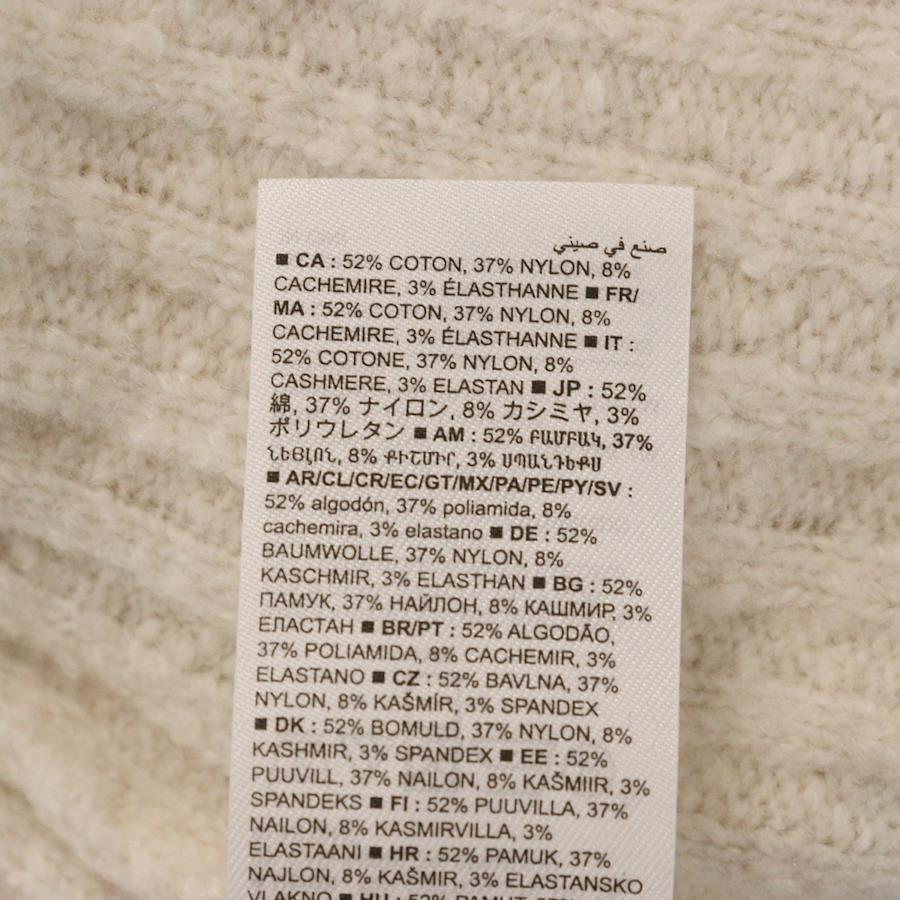 صنع في صيني
■ CA : 52% COTON, 37% NYLON, 8%
CACHEMIRE, 3% ÉLASTHANNE ■ FR/
MA : 52% COTON, 37% NYLON, 8%
CACHEMIRE, 3% ÉLASTHANNE ■ IT :
52% COTONE, 37% NYLON, 8%
CASHMERE, 3% ELASTAN ■ JP : 52%
綿, 37% ナイロン, 8% カシミヤ, 3%
ポリウレタン ■ AM : 52% ԲԱՄԲԱԿ, 37%
ՆԵՅԼՈՆ, 8% ՔԻՇՄԻՐ, 3% ՍՊԱՆԴԵՔՍ
■ AR/CL/CR/EC/GT/MX/PA/PE/PY/SV :
52% algodón, 37% poliamida, 8%
cachemira, 3% elastano ■ DE : 52%
BAUMWOLLE, 37% NYLON, 8%
KASCHMIR, 3% ELASTHAN ■ BG : 52%
ПАМУК, 37% НАЙЛОН, 8% КАШМИР, 3%
ЕЛАСТАН ■ BR/PT : 52% ALGODÃO,
37% POLIAMIDA, 8% CACHEMIR, 3%
ELASTANO ■ CZ : 52% BAVLNA, 37%
NYLON, 8% KAŠMÍR, 3% SPANDEX
■ DK : 52% BOMULD, 37% NYLON, 8%
KASHMIR, 3% SPANDEX ■ EE : 52%
PUUVILL, 37% NAILON, 8% KAŠMIIR, 3%
SPANDEKS ■ FI : 52% PUUVILLA, 37%
NAILON, 8% KASMIRVILLA, 3%
ELASTAANI ■ HR : 52% PAMUK, 37%
NAJLON, 8% KAŠMIR, 3% ELASTANSKO
VLAKNO ■ HU : 52% PAMUT, 37%